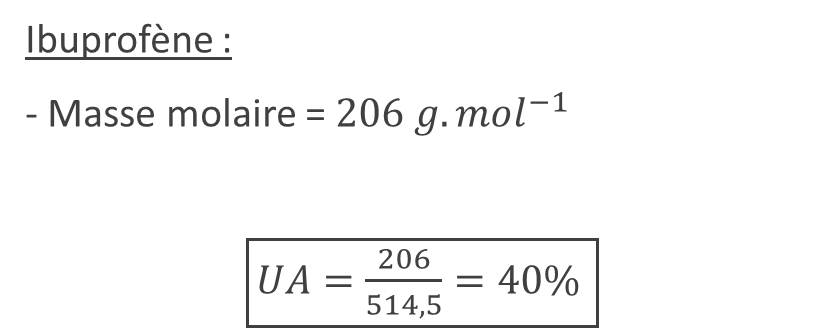 Ibuprofène :
- Masse molaire = 206 g.mol⁻¹
UA = 206/514,5 = 40%